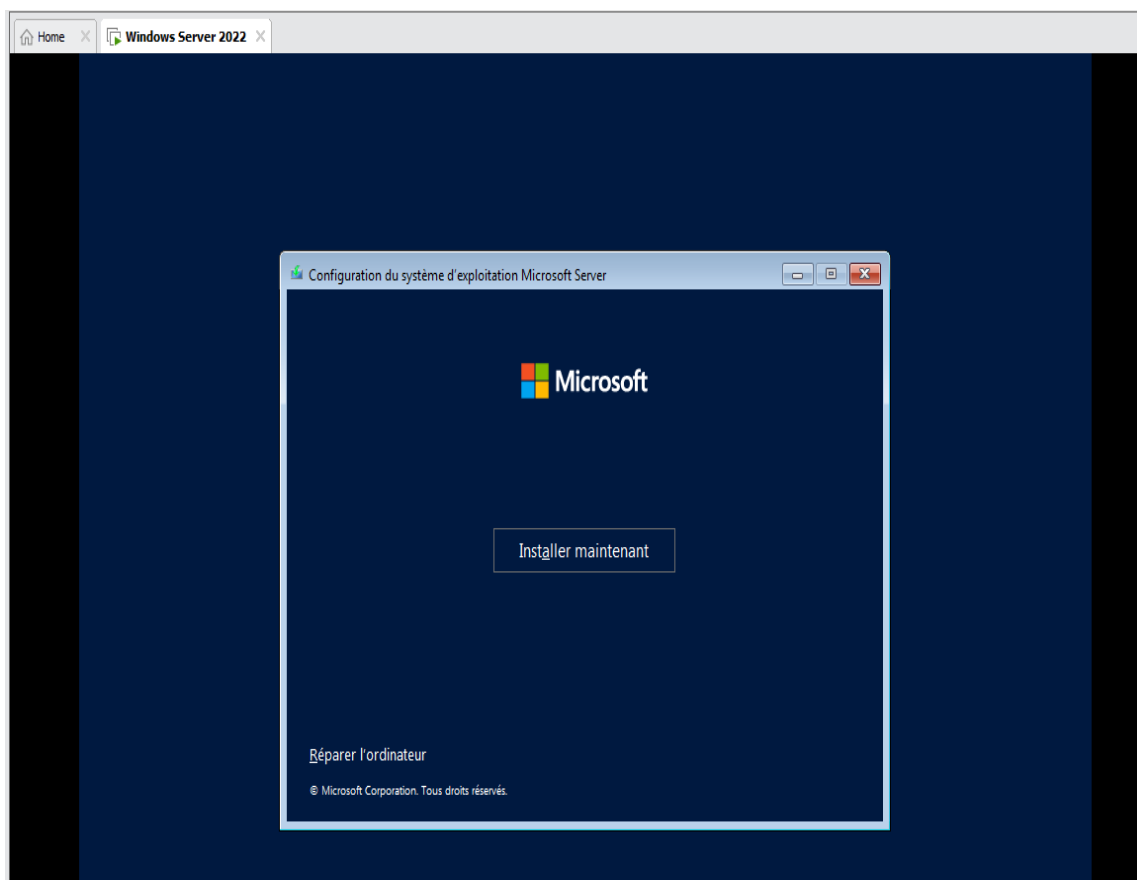 Home
Windows Server 2022
Configuration du système d'exploitation Microsoft Server
Microsoft
Installer maintenant
Réparer l'ordinateur
© Microsoft Corporation. Tous droits réservés.